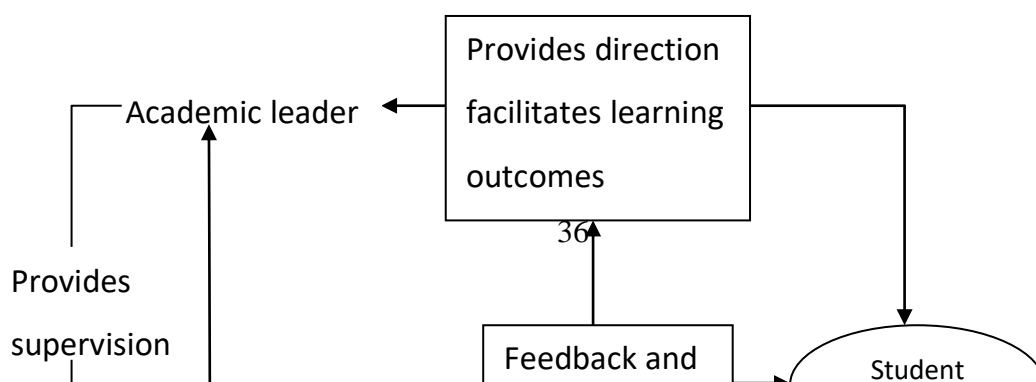 Provides direction
facilitates learning
outcomes
Academic leader
36
Provides
supervision
Feedback and
Student